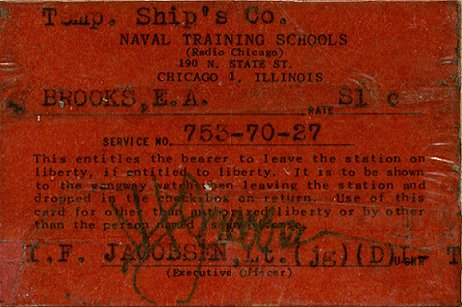 Temp. Ship's Co.
NAVAL TRAINING SCHOOLS
(Radio Chicago)
190 N. STATE ST.
CHICAGO 1, ILLINOIS
BROOKS, E.A. RATE S1 c
SERVICE NO. 753-70-27
This entitles the bearer to leave the station on
liberty, if entitled to liberty. It is to be shown
to the gangway watch when leaving the station and
dropped in the check box on return. Use of this
card for other than authorized liberty or by other
than the person
I.F. JACOBSEN, Lt.(jg)(D)L
(Executive Officer)